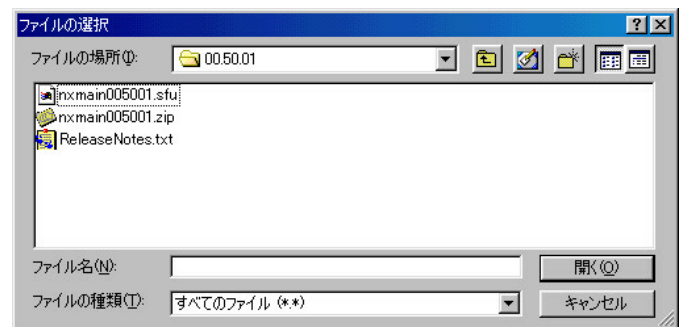 ファイルの選択
ファイルの場所(I):
00.50.01
nxmain005001.sfu
nxmain005001.zip
ReleaseNotes.txt
ファイル名(N):
開く(O)
ファイルの種類(T):
すべてのファイル (*.*)
キャンセル